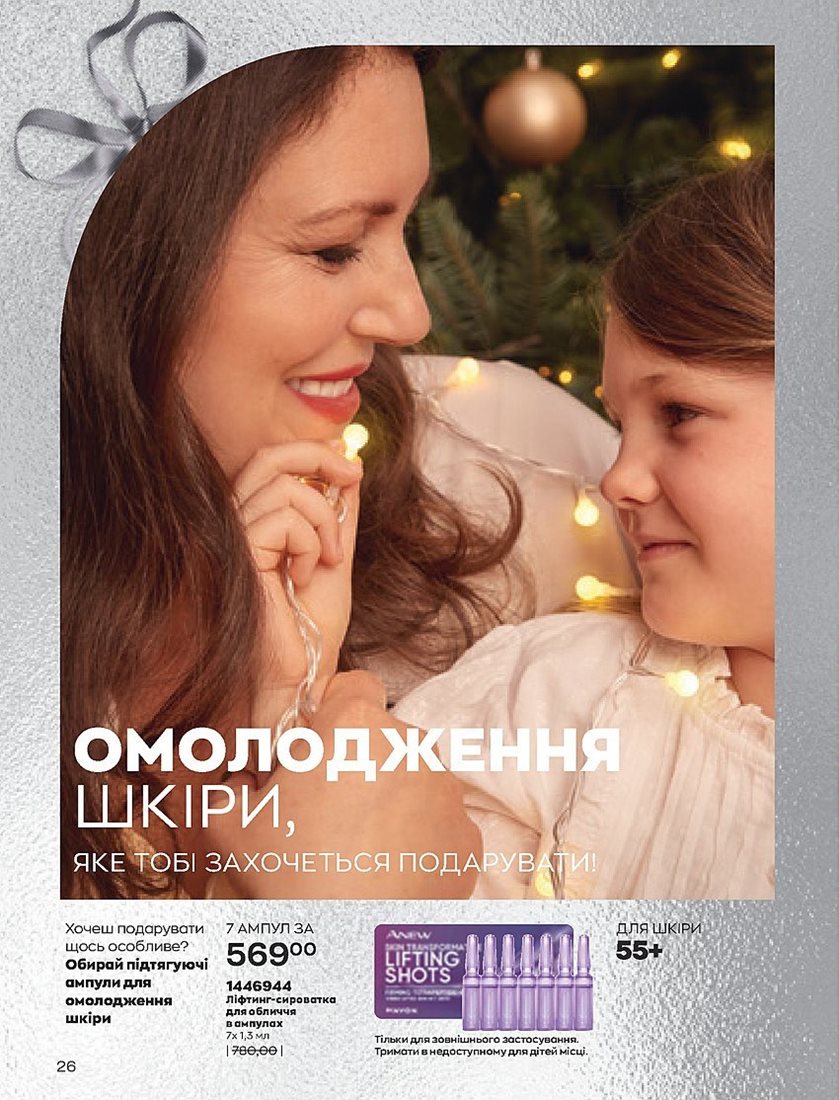 ОМОЛОДЖЕННЯ
ШКІРИ,
ЯКЕ ТОБІ ЗАХОЧЕТЬСЯ ПОДАРУВАТИ!
Хочеш подарувати
щось особливе?
Обирай підтягуючі
ампули для
омолодження
шкіри
7 АМПУЛ ЗА
569⁰⁰
1446944
Ліфтинг-сироватка
для обличчя
в ампулах
7х 1,3 мл
| 780,00 |
ANEW
SKIN TRANSFORMA
LIFTING
SHOTS
AVON
ДЛЯ ШКІРИ
55+
Тільки для зовнішнього застосування.
Тримати в недоступному для дітей місці.
26